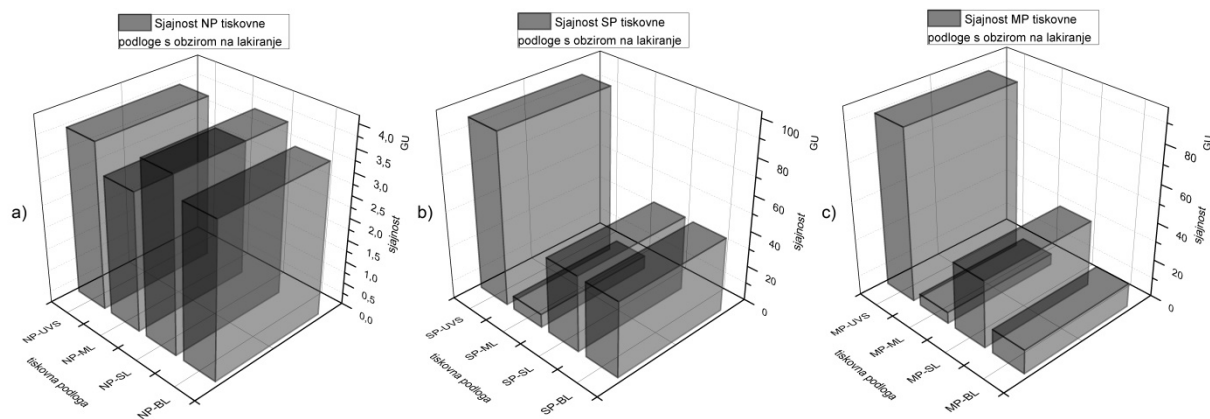 Sjajnost NP tiskovne
podloge s obzirom na lakiranje
a)
4,0
3,5
3,0
2,5
2,0
1,5
1,0
0,5
0,0
GU
sjajnost
NP-UVS
NP-ML
NP-SL
NP-BL
tiskovna podloga
Sjajnost SP tiskovne
podloge s obzirom na lakiranje
b)
100
80
60
40
20
0
GU
sjajnost
SP-UVS
SP-ML
SP-SL
SP-BL
tiskovna podloga
Sjajnost MP tiskovne
podloge s obzirom na lakiranje
c)
80
60
40
20
0
GU
sjajnost
MP-UVS
MP-ML
MP-SL
MP-BL
tiskovna podloga